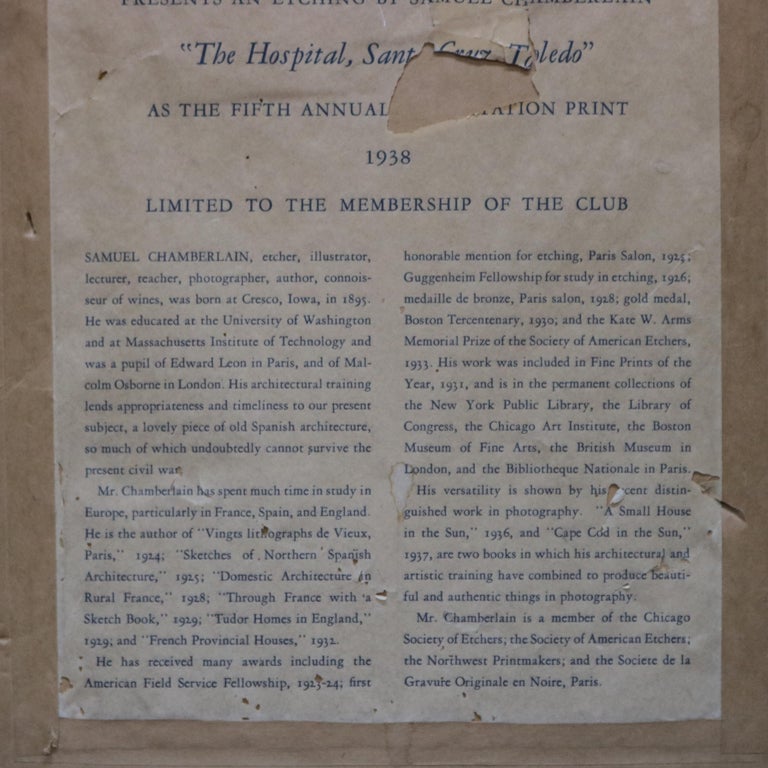 PRESENTS AN ETCHING BY SAMUEL CHAMBERLAIN
"The Hospital, Santa Cruz, Toledo"
AS THE FIFTH ANNUAL PRINT
1938
LIMITED TO THE MEMBERSHIP OF THE CLUB
SAMUEL CHAMBERLAIN, etcher, illustrator,
lecturer, teacher, photographer, author, connois-
seur of wines, was born at Cresco, Iowa, in 1895.
He was educated at the University of Washington
and at Massachusetts Institute of Technology and
was a pupil of Edward Leon in Paris, and of Mal-
colm Osborne in London. His architectural training
lends appropriateness and timeliness to our present
subject, a lovely piece of old Spanish architecture,
so much of which undoubtedly cannot survive the
present civil war.
Mr. Chamberlain has spent much time in study in
Europe, particularly in France, Spain, and England.
He is the author of "Vingts lithographs de Vieux,
Paris," 1924; "Sketches of Northern Spanish
Architecture," 1925; "Domestic Architecture in
Rural France," 1928; "Through France with a
Sketch Book," 1929; "Tudor Homes in England,"
1929; and "French Provincial Houses," 1932.
He has received many awards including the
American Field Service Fellowship, 1923-24; first
honorable mention for etching, Paris Salon, 1925;
Guggenheim Fellowship for study in etching, 1926;
medaille de bronze, Paris salon, 1928; gold medal,
Boston Tercentenary, 1930; and the Kate W. Arms
Memorial Prize of the Society of American Etchers,
1933. His work was included in Fine Prints of the
Year, 1931, and is in the permanent collections of
the New York Public Library, the Library of
Congress, the Chicago Art Institute, the Boston
Museum of Fine Arts, the British Museum in
London, and the Bibliotheque Nationale in Paris.
His versatility is shown by his recent distin-
guished work in photography. "A Small House
in the Sun," 1936, and "Cape Cod in the Sun,"
1937, are two books in which his architectural and
artistic training have combined to produce beauti-
ful and authentic things in photography.
Mr. Chamberlain is a member of the Chicago
Society of Etchers; the Society of American Etchers;
the Northwest Printmakers; and the Societe de la
Gravure Originale en Noire, Paris.